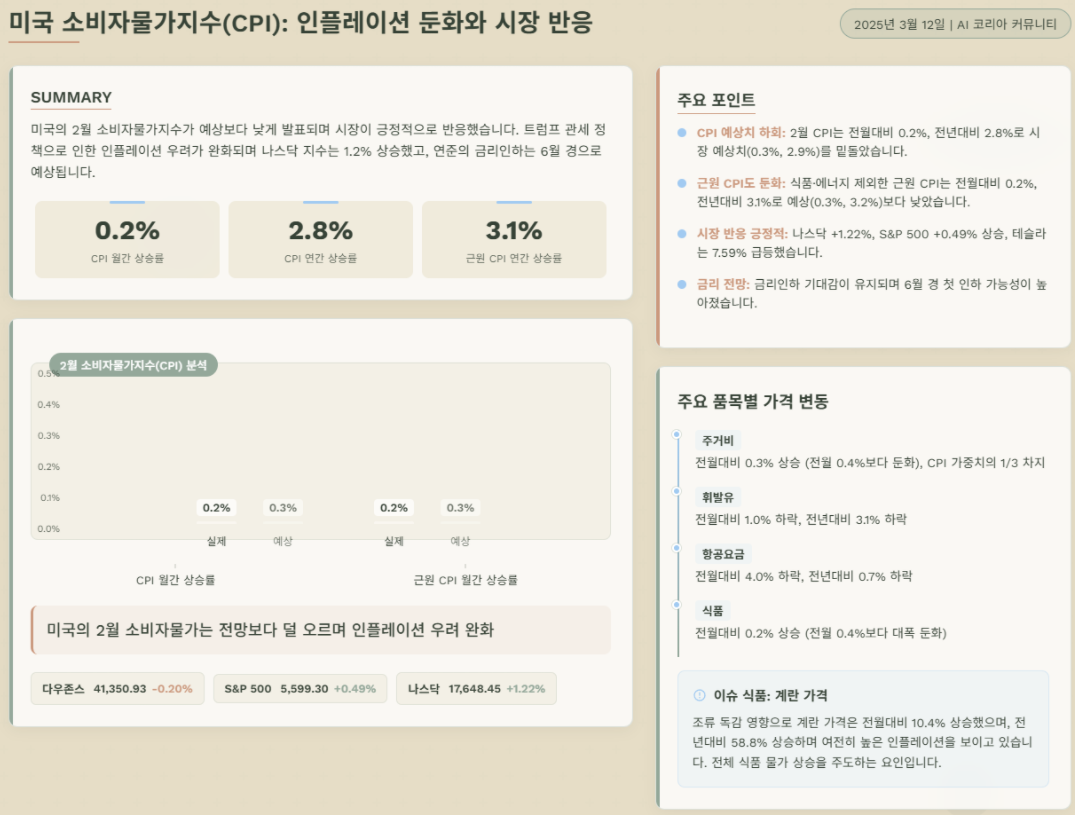 미국 소비자물가지수(CPI): 인플레이션 둔화와 시장 반응
2025년 3월 12일 | AI 코리아 커뮤니티
SUMMARY
미국의 2월 소비자물가지수가 예상보다 낮게 발표되며 시장이 긍정적으로 반응했습니다. 트럼프 관세 정
책으로 인한 인플레이션 우려가 완화되며 나스닥 지수는 1.2% 상승했고, 연준의 금리인하는 6월 경으로
예상됩니다.
0.2%
CPI 월간 상승률
2.8%
CPI 연간 상승률
3.1%
근원 CPI 연간 상승률
2월 소비자물가지수(CPI) 분석
0.5%
0.4%
0.3%
0.2%
0.1%
0.0%
0.2% 0.3% 0.2% 0.3%
실제 예상 실제 예상
CPI 월간 상승률 근원 CPI 월간 상승률
미국의 2월 소비자물가는 전망보다 덜 오르며 인플레이션 우려 완화
다우존스 41,350.93 -0.20% S&P 500 5,599.30 +0.49% 나스닥 17,648.45 +1.22%
주요 포인트
CPI 예상치 하회: 2월 CPI는 전월대비 0.2%, 전년대비 2.8%로 시
장 예상치(0.3%, 2.9%)를 밑돌았습니다.
근원 CPI도 둔화: 식품·에너지 제외한 근원 CPI는 전월대비 0.2%,
전년대비 3.1%로 예상(0.3%, 3.2%)보다 낮았습니다.
시장 반응 긍정적: 나스닥 +1.22%, S&P 500 +0.49% 상승, 테슬라
는 7.59% 급등했습니다.
금리 전망: 금리인하 기대감이 유지되며 6월 경 첫 인하 가능성이 높
아졌습니다.
주요 품목별 가격 변동
주거비
전월대비 0.3% 상승 (전월 0.4%보다 둔화), CPI 가중치의 1/3 차지
휘발유
전월대비 1.0% 하락, 전년대비 3.1% 하락
항공요금
전월대비 4.0% 하락, 전년대비 0.7% 하락
식품
전월대비 0.2% 상승 (전월 0.4%보다 대폭 둔화)
이슈 식품: 계란 가격
조류 독감 영향으로 계란 가격은 전월대비 10.4% 상승했으며, 전
년대비 58.8% 상승하며 여전히 높은 인플레이션을 보이고 있습니
다. 전체 식품 물가 상승을 주도하는 요인입니다.